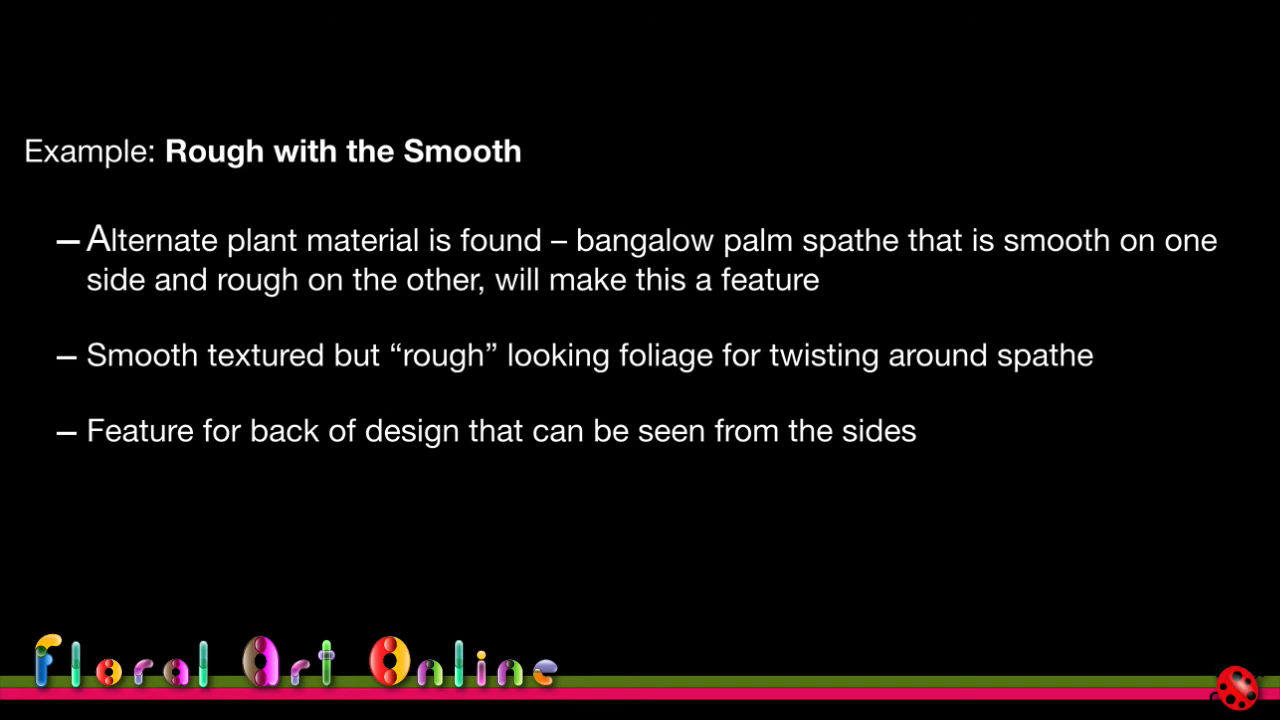 Example: Rough with the Smooth
– Alternate plant material is found – bangalow palm spathe that is smooth on one
side and rough on the other, will make this a feature
– Smooth textured but “rough” looking foliage for twisting around spathe
– Feature for back of design that can be seen from the sides
Floral Art Online